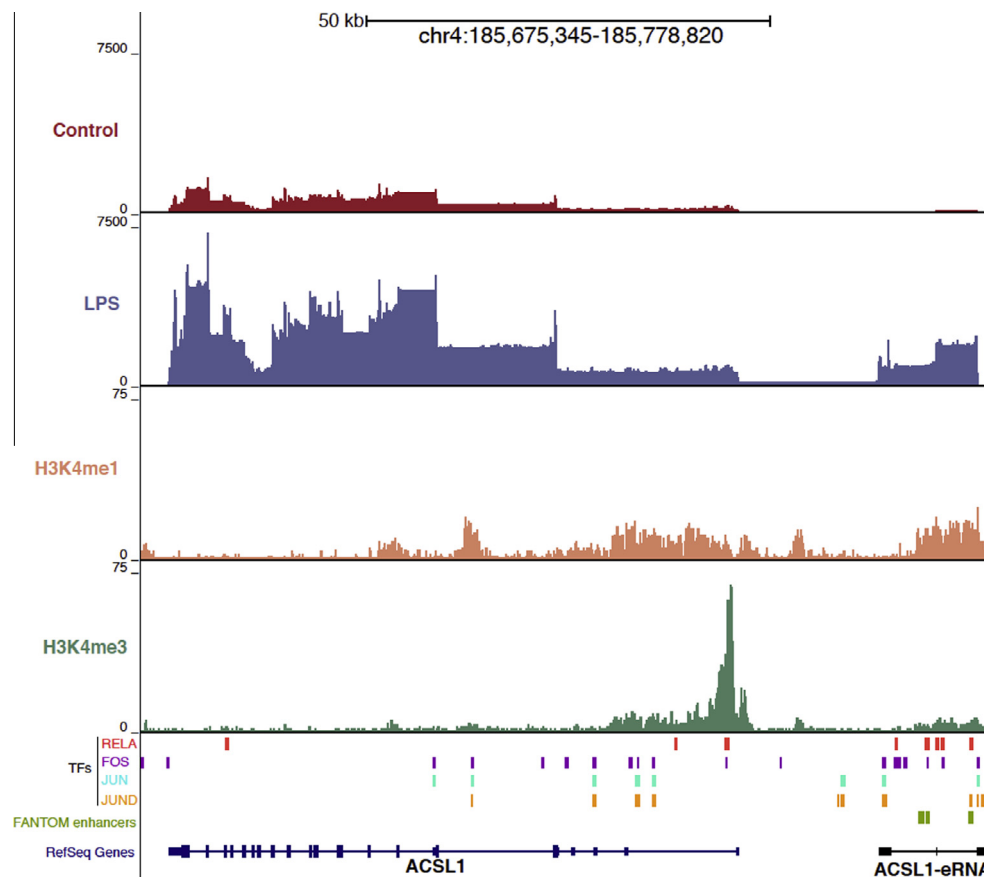 50 kb
chr4:185,675,345-185,778,820
7500
Control
0
7500
LPS
0
75
H3K4me1
0
75
H3K4me3
0
TFs
RELA
FOS
JUN
JUND
FANTOM enhancers
RefSeq Genes
ACSL1
ACSL1-eRNA